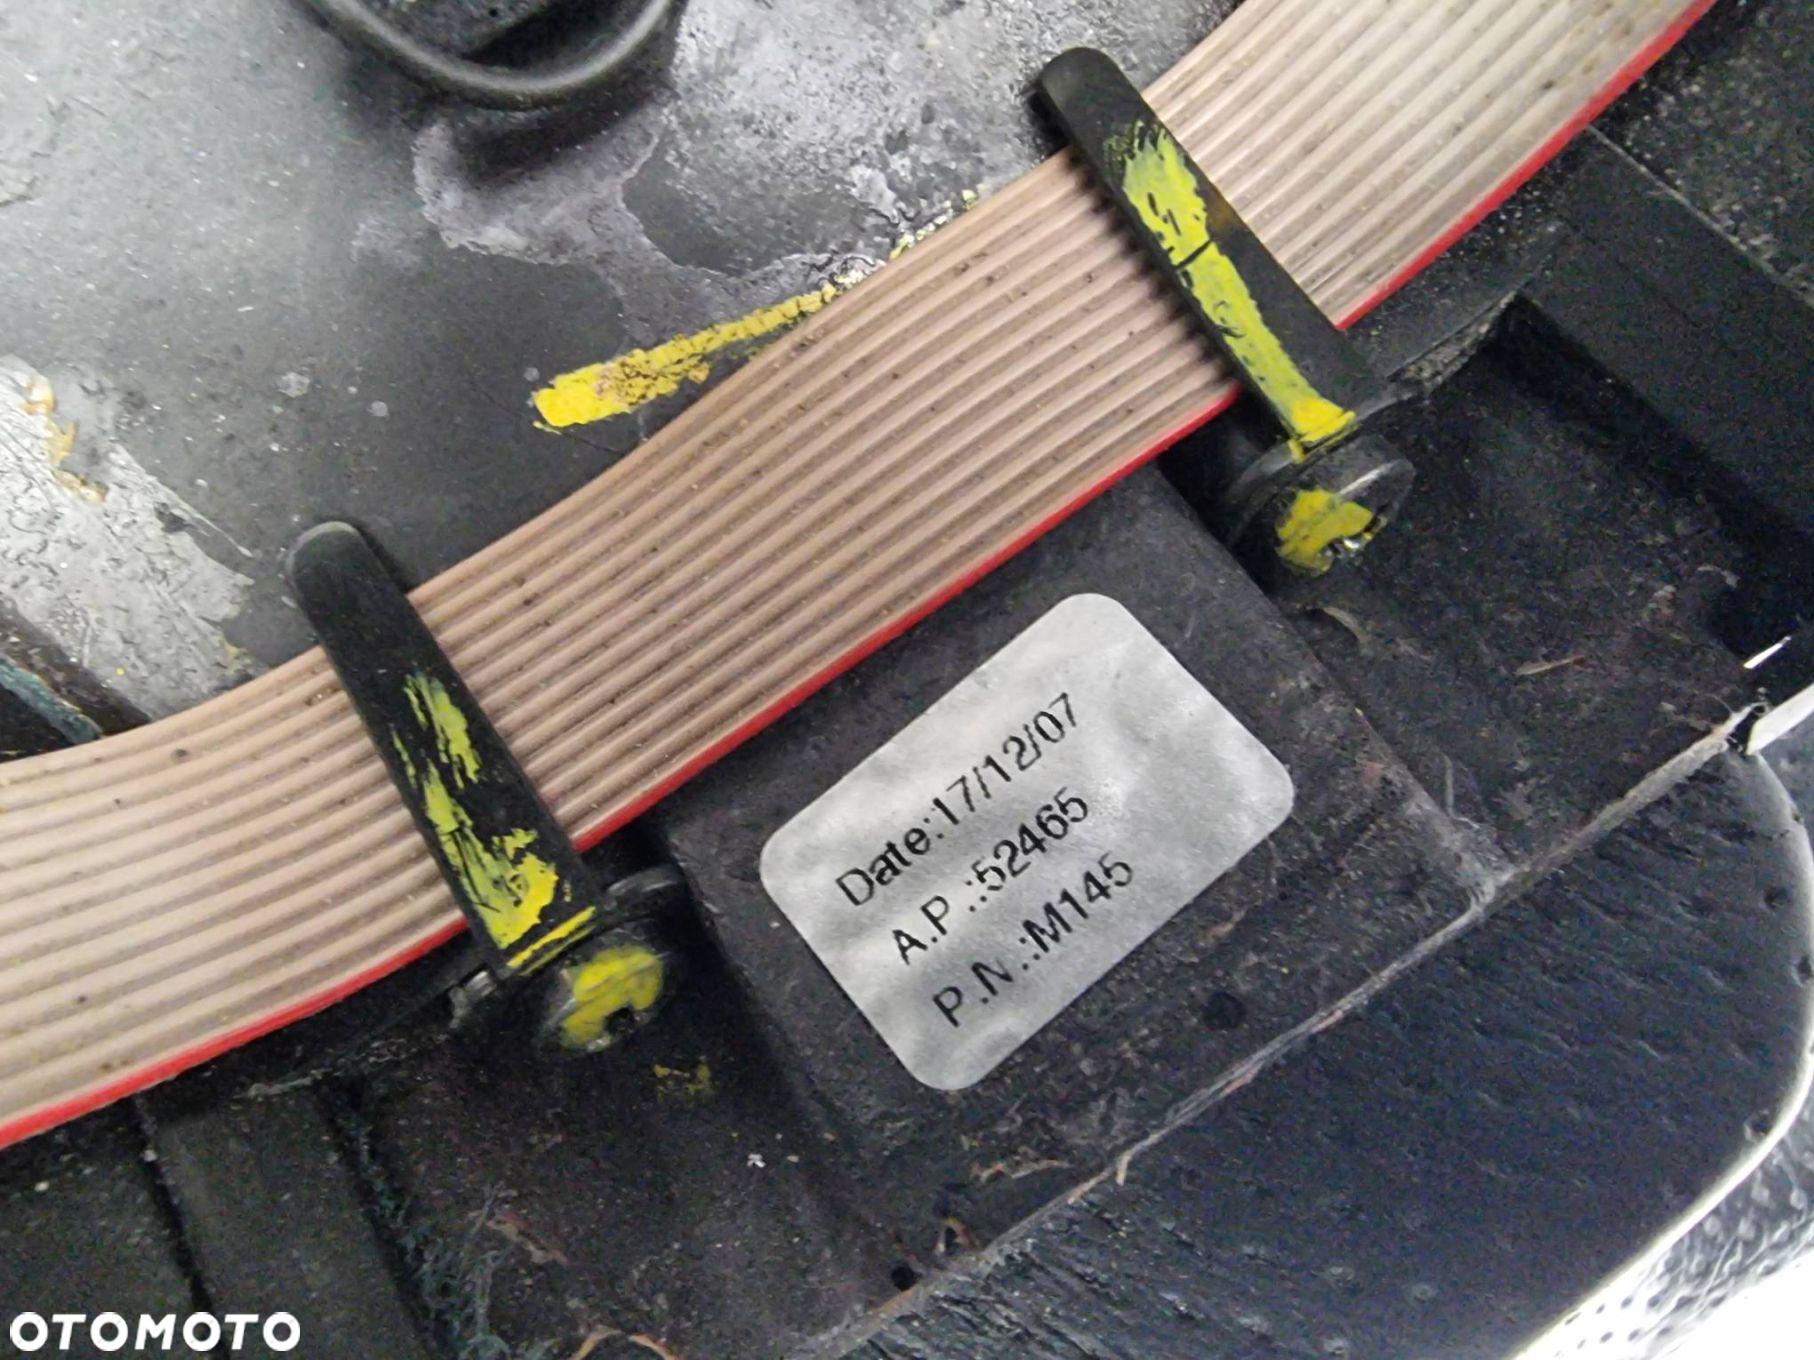 Date:17/12/07
A.P.:52465
P.N.:M145
OTOMOTO